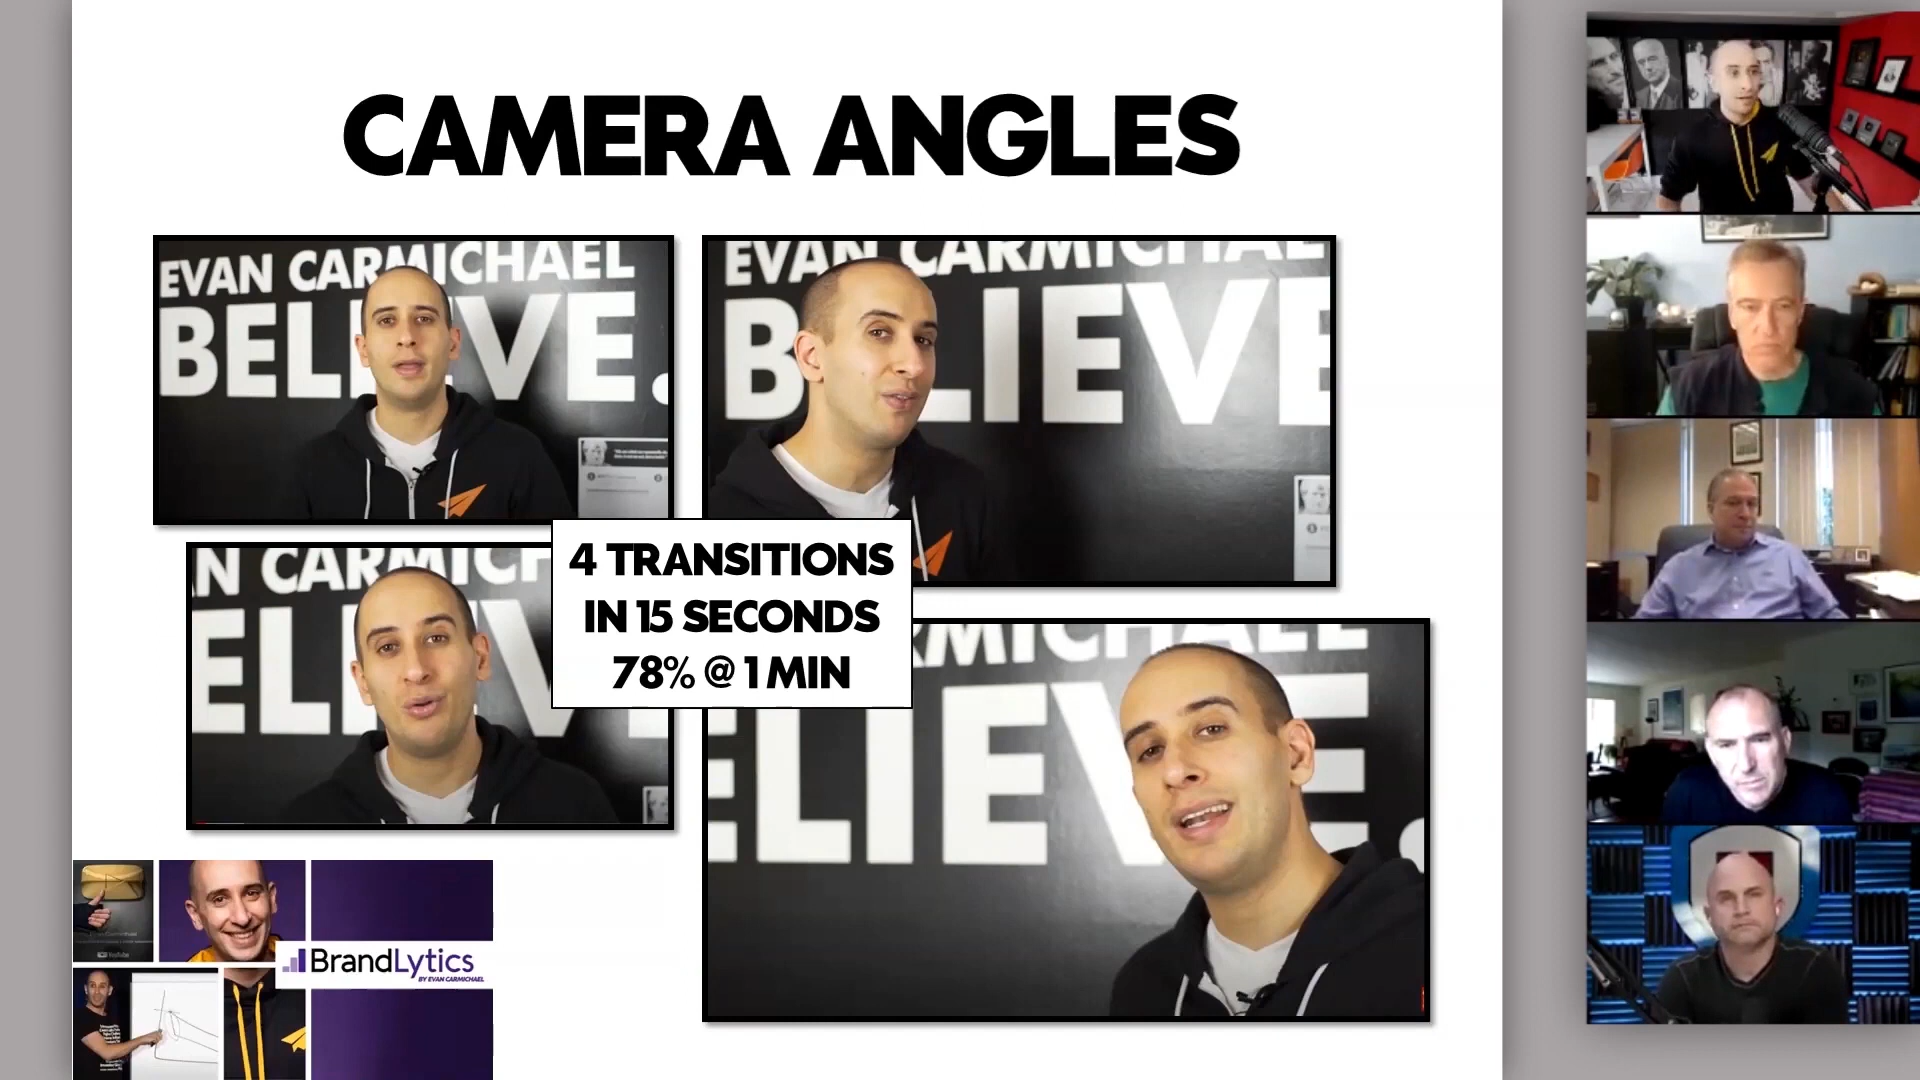 CAMERA ANGLES
EVAN CARMICHAEL
BELIEVE.
EVAN CARMICHAEL
BELIEVE
4 TRANSITIONS
IN 15 SECONDS
78% @ 1 MIN
BrandLytics
BY EVAN CARMICHAEL
YouTube